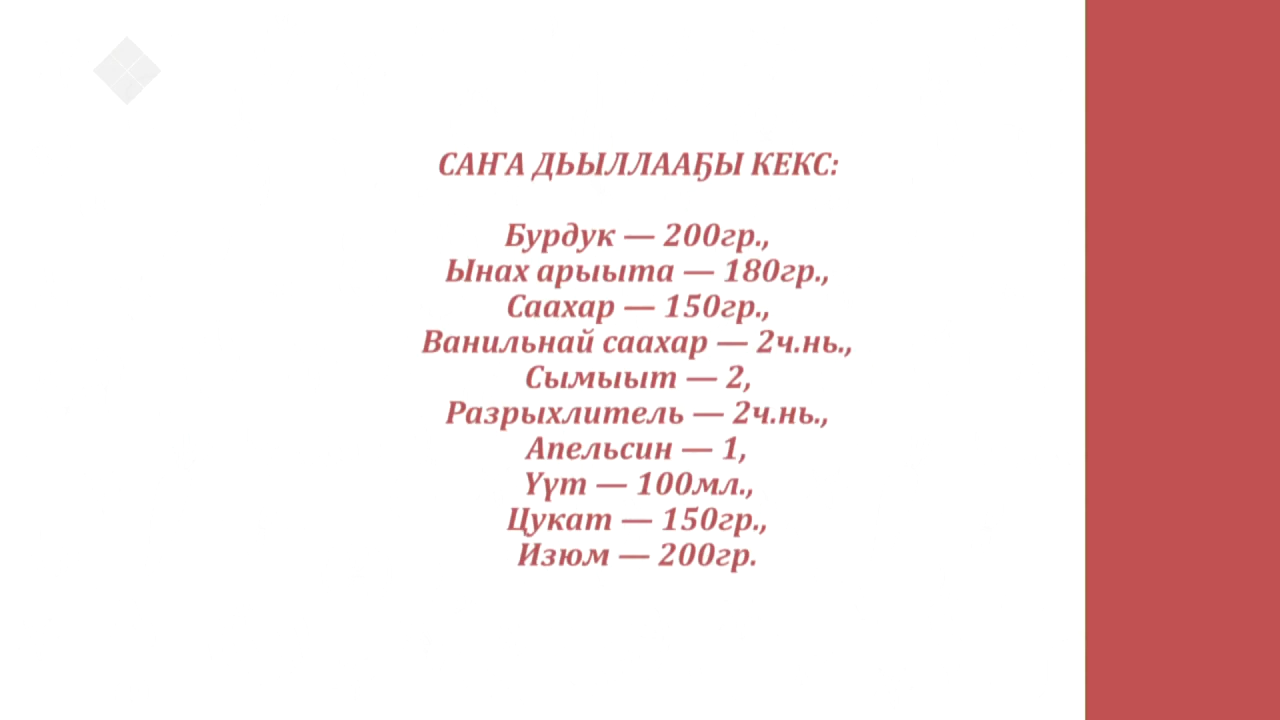 САҤА ДЬЫЛЛААҔЫ КЕКС:
Бурдук — 200гр.,
Ынах арыыта — 180гр.,
Саахар — 150гр.,
Ванильнай саахар — 2ч.нь.,
Сымыыт — 2,
Разрыхлитель — 2ч.нь.,
Апельсин — 1,
Үүт — 100мл.,
Цукат — 150гр.,
Изюм — 200гр.